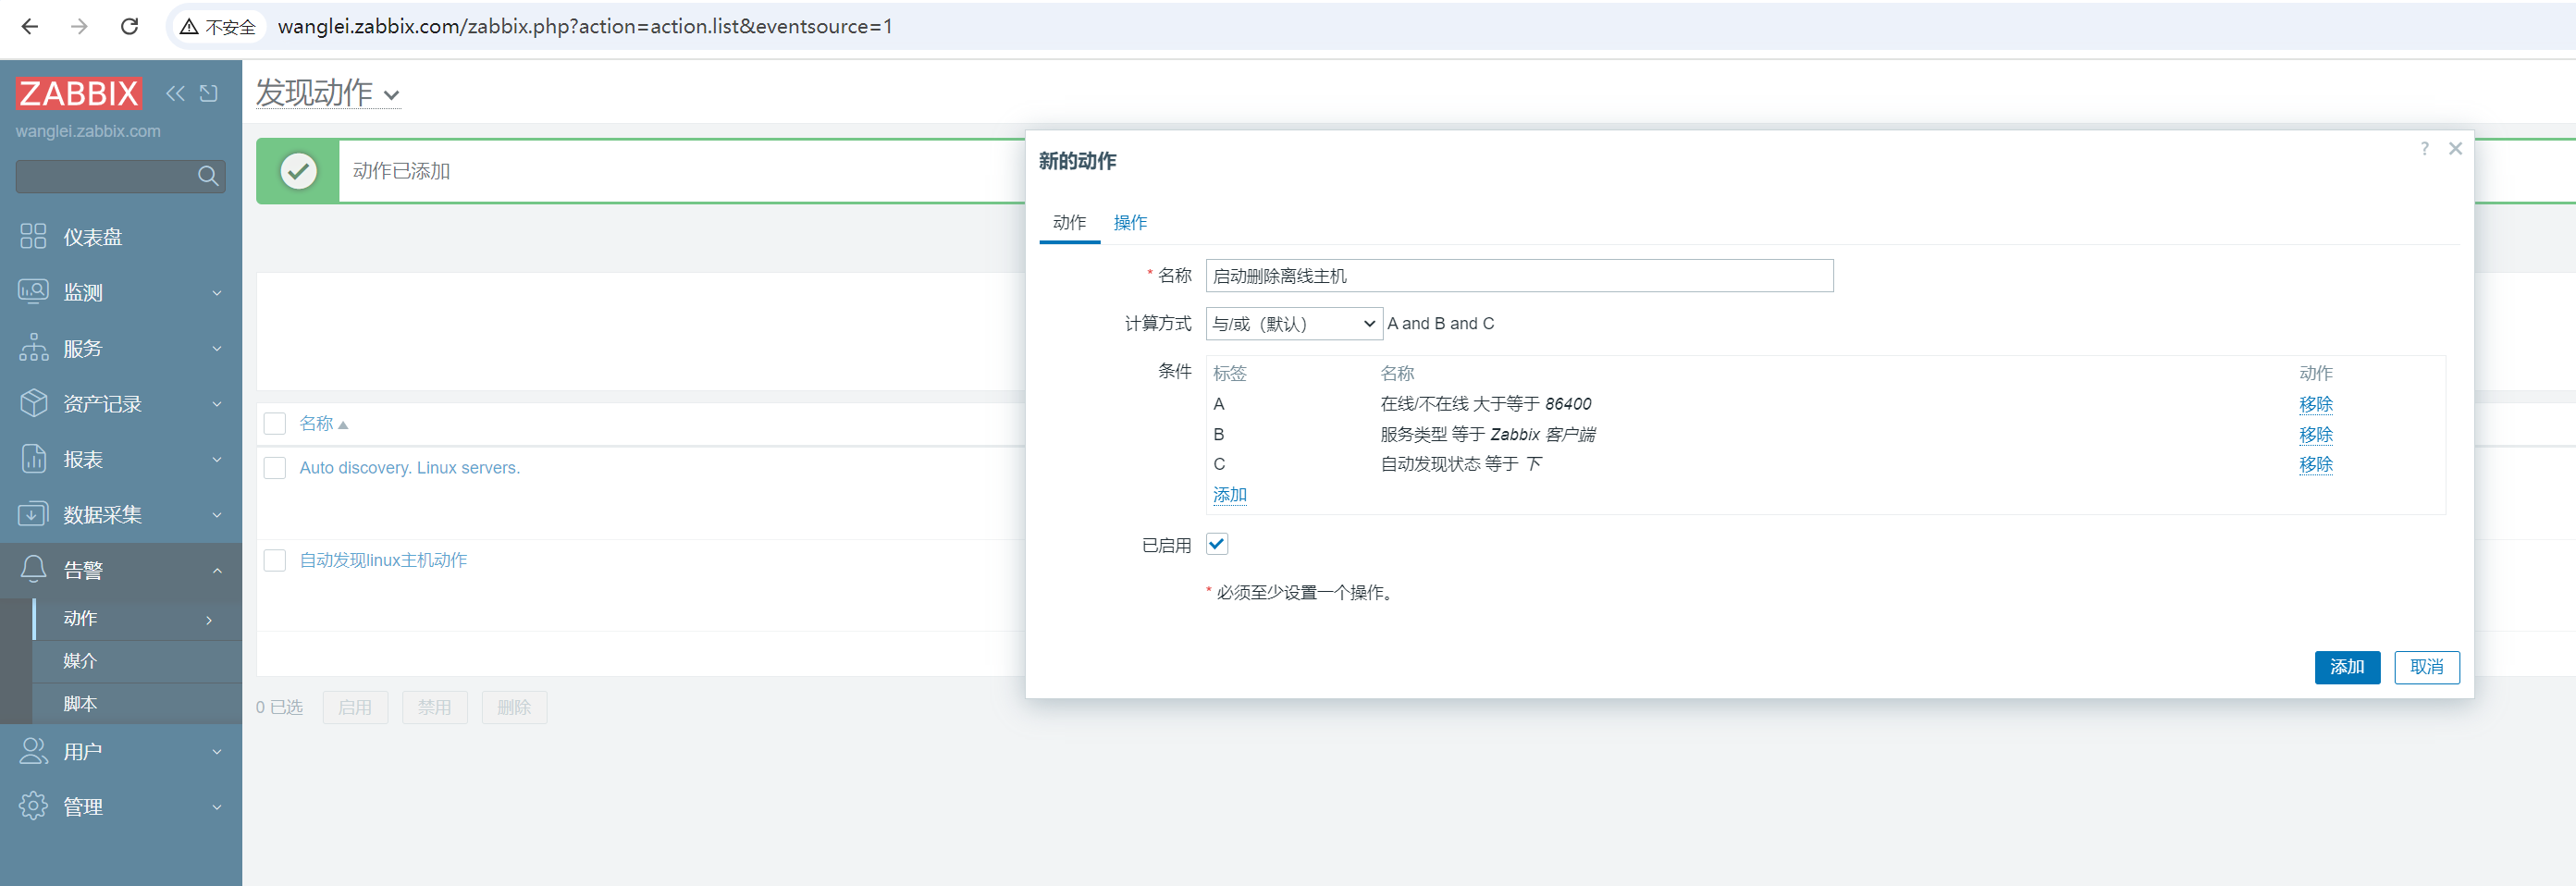 不安全 wanglei.zabbix.com/zabbix.php?action=action.list&eventsource=1
ZABBIX
wanglei.zabbix.com
仪表盘
监测
服务
资产记录
报表
数据采集
告警
动作
媒介
脚本
用户
管理
发现动作
动作已添加
名称
Auto discovery. Linux servers.
自动发现linux主机动作
0 已选 启用 禁用 删除
新的动作
?
动作 操作
* 名称 启动删除离线主机
计算方式 与/或（默认） A and B and C
条件 标签 名称 动作
A 在线/不在线 大于等于 86400 移除
B 服务类型 等于 Zabbix 客户端 移除
C 自动发现状态 等于 下 移除
添加
已启用
* 必须至少设置一个操作。
添加 取消